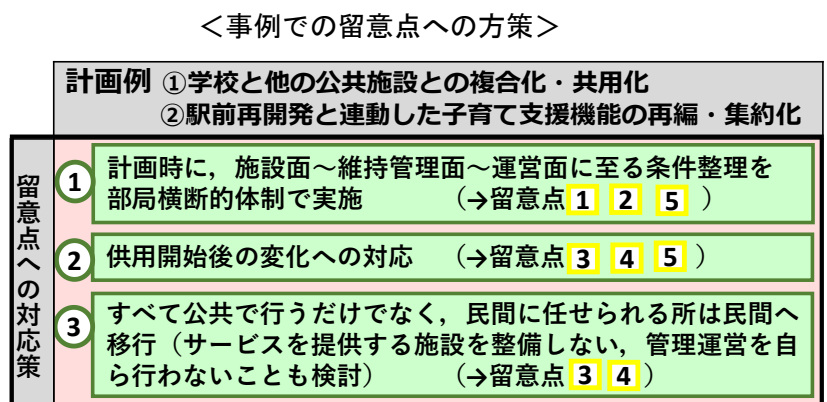 ＜事例での留意点への方策＞
計画例 ①学校と他の公共施設との複合化・共用化
②駅前再開発と連動した子育て支援機能の再編・集約化
留意点への対応策
1
計画時に，施設面～維持管理面～運営面に至る条件整理を
部局横断的体制で実施 （→留意点 1 2 5 ）
2
供用開始後の変化への対応 （→留意点 3 4 5 ）
3
すべて公共で行うだけでなく，民間に任せられる所は民間へ
移行（サービスを提供する施設を整備しない，管理運営を自
ら行わないことも検討） （→留意点 3 4 ）